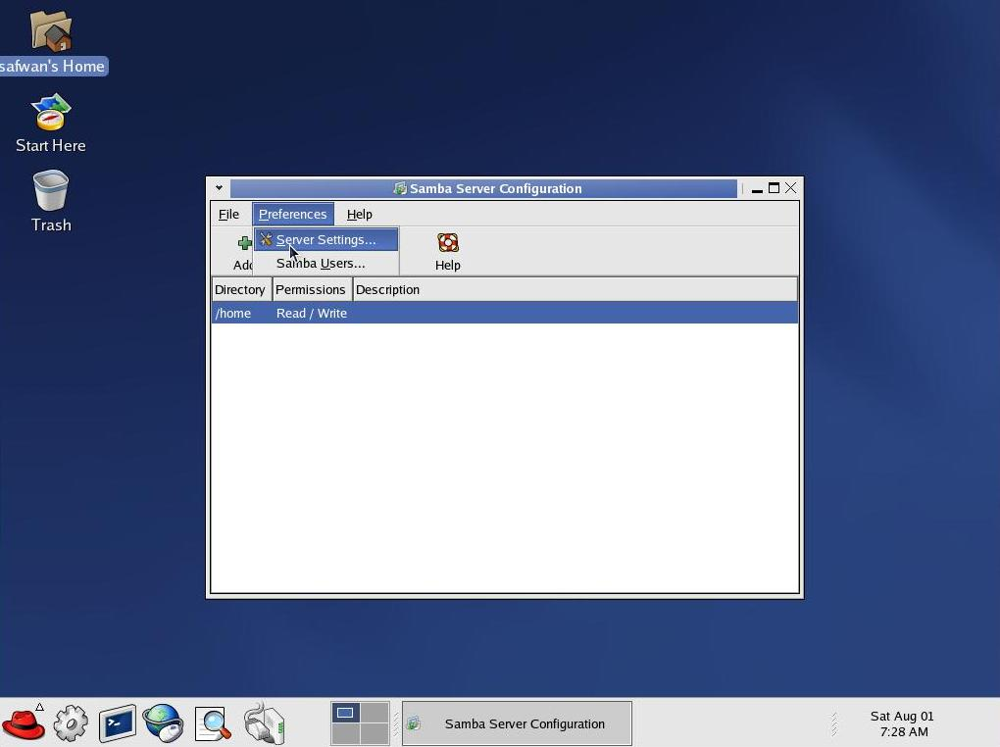 safwan's Home
Start Here
Trash
Samba Server Configuration
File Preferences Help
Server Settings...
Samba Users...
Add
Help
Directory Permissions Description
/home Read / Write
Samba Server Configuration
Sat Aug 01
7:28 AM